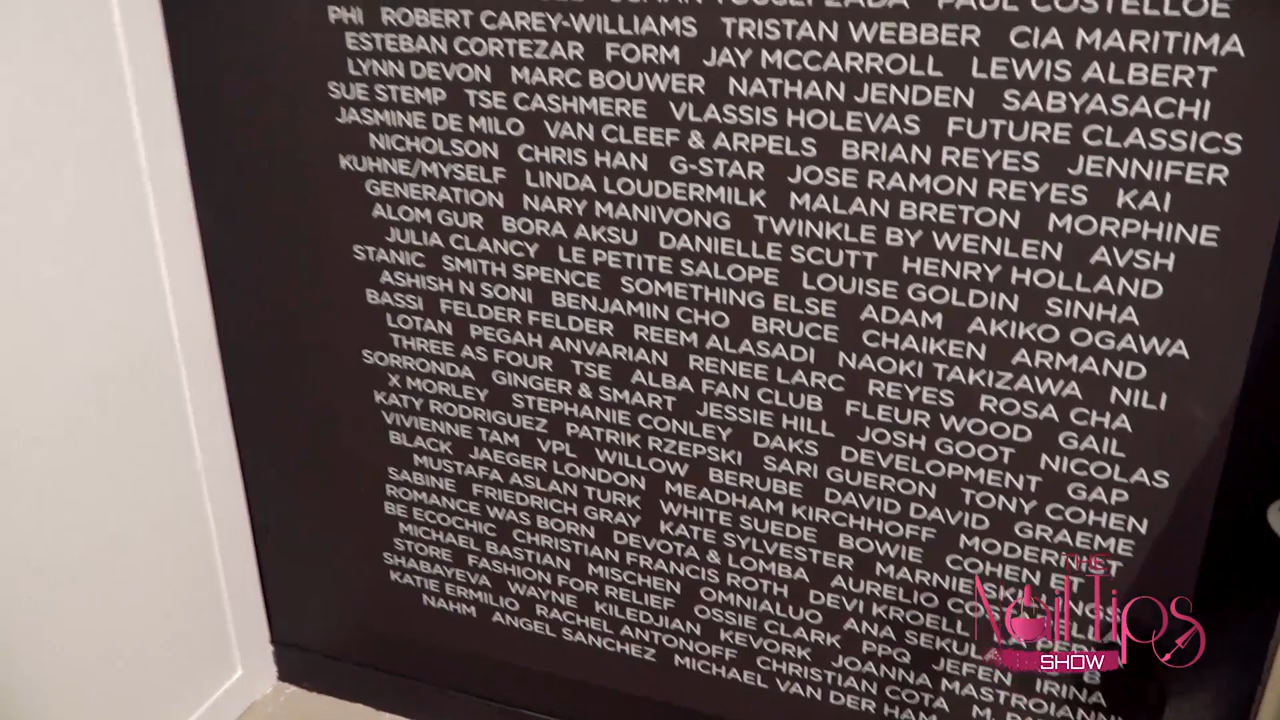 PAUL COSTELLOE
PHI ROBERT CAREY-WILLIAMS TRISTAN WEBBER CIA MARITIMA
ESTEBAN CORTEZAR FORM JAY MCCARROLL LEWIS ALBERT
LYNN DEVON MARC BOUWER NATHAN JENDEN SABYASACHI
SUE STEMP TSE CASHMERE VLASSIS HOLEVAS FUTURE CLASSICS
JASMINE DE MILO VAN CLEEF & ARPELS BRIAN REYES JENNIFER
NICHOLSON CHRIS HAN G-STAR JOSE RAMON REYES KAI
KUHNE/MYSELF LINDA LOUDERMILK MALAN BRETON MORPHINE
GENERATION NARY MANIVONG TWINKLE BY WENLEN AVSH
ALOM GUR BORA AKSU DANIELLE SCUTT HENRY HOLLAND
JULIA CLANCY LE PETITE SALOPE LOUISE GOLDIN SINHA
STANIC SMITH SPENCE SOMETHING ELSE ADAM AKIKO OGAWA
ASHISH N SONI BENJAMIN CHO BRUCE CHAIKEN ARMAND
BASSI FELDER FELDER REEM ALASADI NAOKI TAKIZAWA NILI
LOTAN PEGAH ANVARIAN RENEE LARC REYES ROSA CHA
THREE AS FOUR TSE ALBA FAN CLUB FLEUR WOOD GAIL
SORRONDA GINGER & SMART JESSIE HILL JOSH GOOT NICOLAS
X MORLEY STEPHANIE CONLEY DAKS DEVELOPMENT GAP
KATY RODRIGUEZ PATRIK RZEPSKI SARI GUERON TONY COHEN
VIVIENNE TAM VPL WILLOW BERUBE DAVID DAVID GRAEME
BLACK JAEGER LONDON MEADHAM KIRCHHOFF MODERNIST
MUSTAFA ASLAN TURK WHITE SUEDE BOWIE COHEN ET
SABINE FRIEDRICH GRAY KATE SYLVESTER MARNIE
ROMANCE WAS BORN DEVOTA & LOMBA AURELIO
BE ECOCHIC CHRISTIAN FRANCIS ROTH DEVI KROELL
MICHAEL BASTIAN MISCHEN OMNIALUO ANA
STORE FASHION FOR RELIEF OSSIE CLARK PPQ JEFEN IRINA
SHABAYEVA WAYNE KILEDJIAN KEVORK JOANNA MASTROIANNI
KATIE ERMILIO RACHEL ANTONOFF CHRISTIAN COTA
NAHM ANGEL SANCHEZ MICHAEL VAN DER HAM
THE
NailTips
SHOW